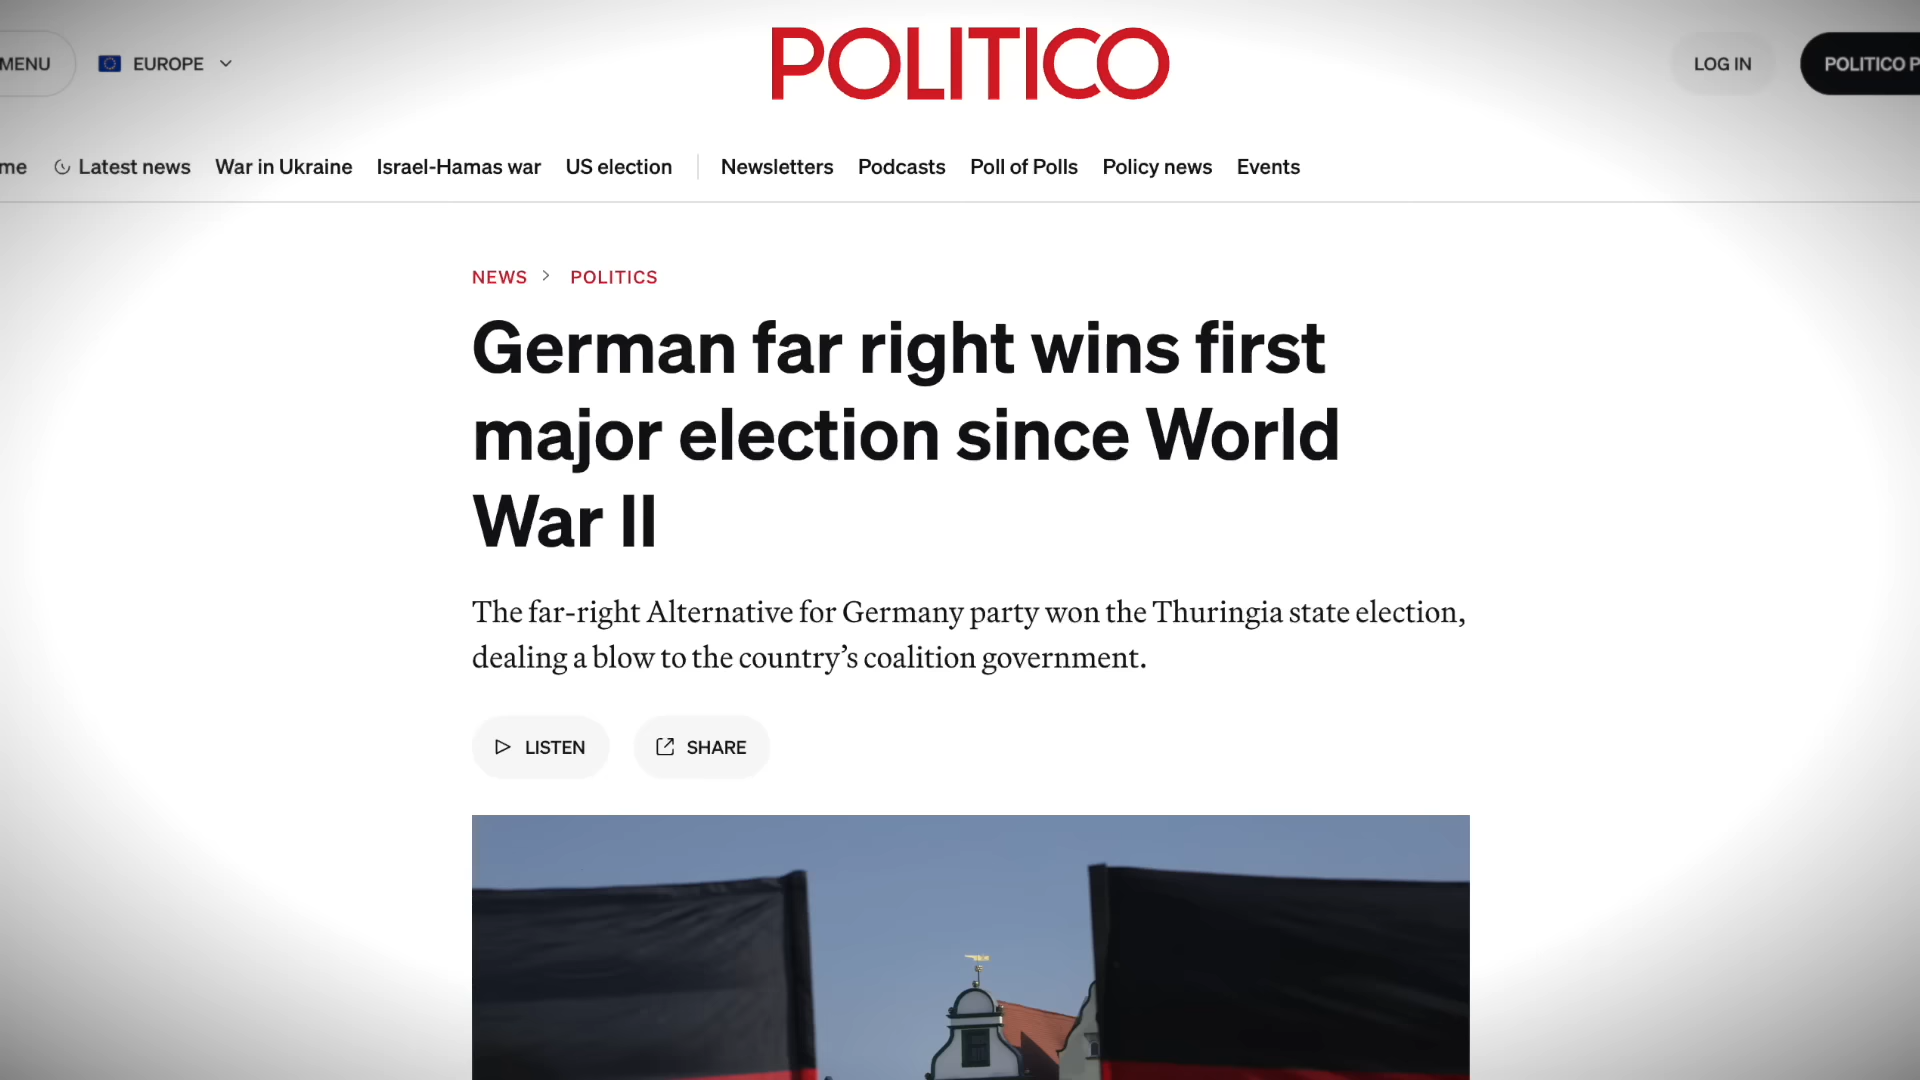 MENU
EUROPE
POLITICO
LOG IN
POLITICO P
me
Latest news
War in Ukraine
Israel-Hamas war
US election
Newsletters
Podcasts
Poll of Polls
Policy news
Events
NEWS > POLITICS
German far right wins first
major election since World
War II
The far-right Alternative for Germany party won the Thuringia state election,
dealing a blow to the country’s coalition government.
LISTEN
SHARE